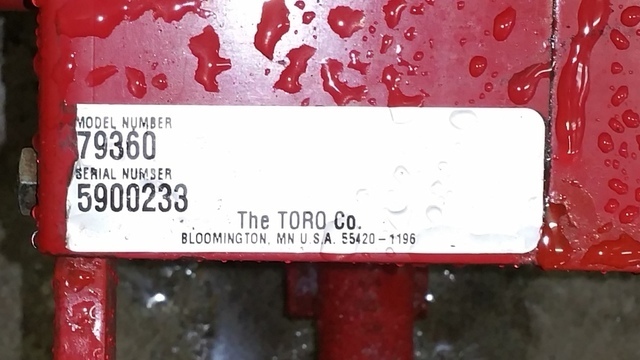 MODEL NUMBER
79360
SERIAL NUMBER
5900233
The TORO Co.
BLOOMINGTON, MN U.S.A. 55420-1196